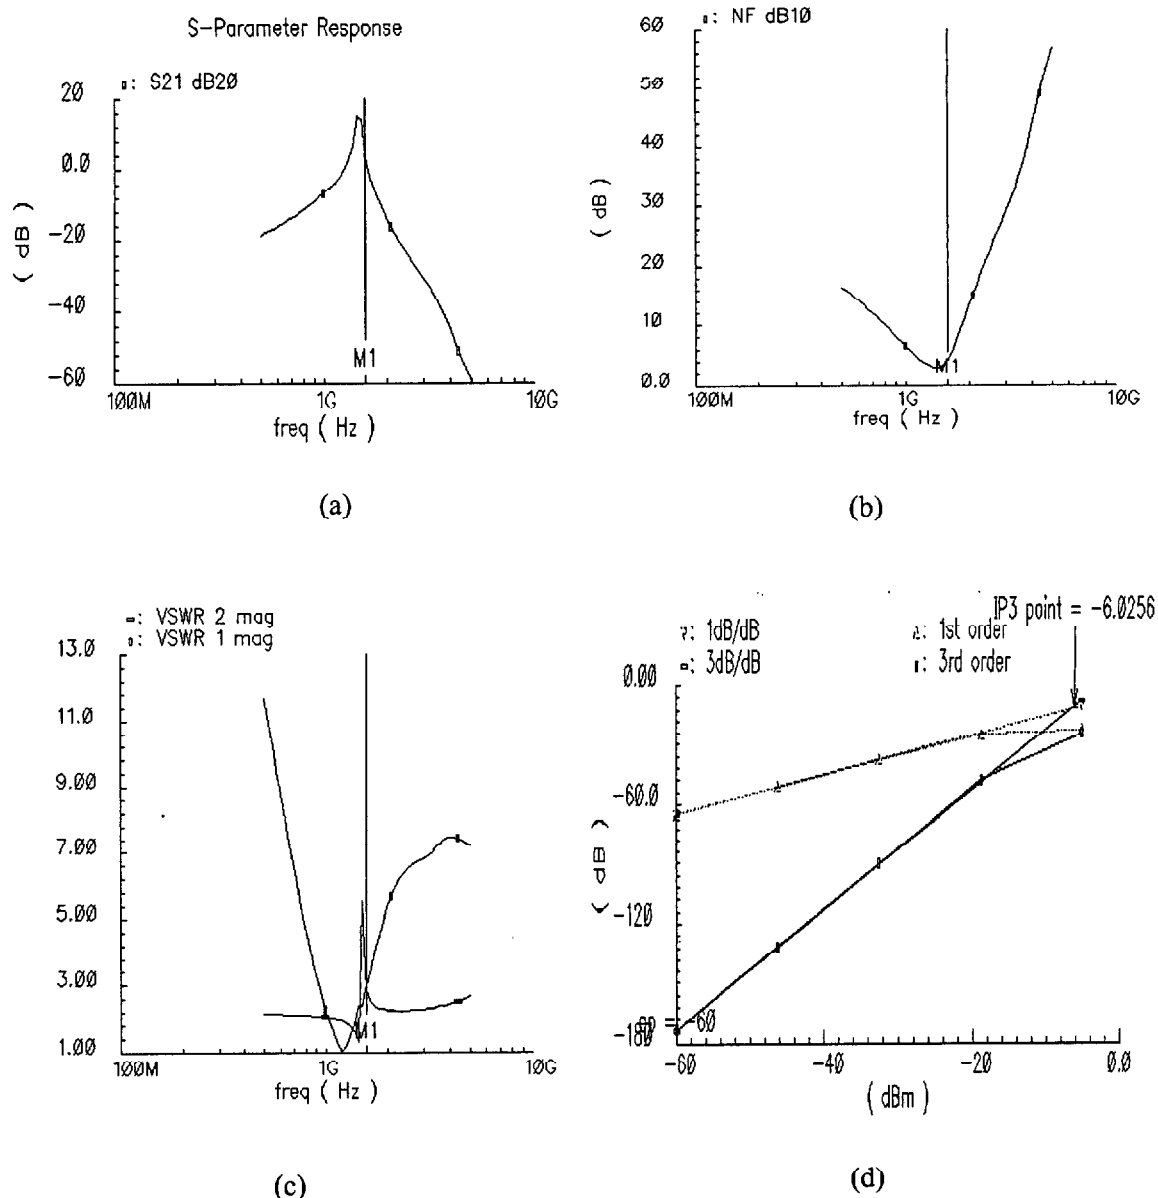 S-Parameter Response
▯: S21 dB20
20
0.0
-20
-40
-60
( dB )
M1
100M
1G
10G
freq ( Hz )
(a)
▯: NF dB10
60
50
40
30
20
10
0.0
( dB )
M1
100M
1G
10G
freq ( Hz )
(b)
▭: VSWR 2 mag
▯: VSWR 1 mag
13.0
11.0
9.00
7.00
5.00
3.00
1.00
M1
100M
1G
10G
freq ( Hz )
(c)
IP3 point = -6.0256
▿: 1dB/dB
▵: 1st order
▫: 3dB/dB
▯: 3rd order
0.00
-60.0
-120
-180
( dB )
ep = -60
-60
-40
-20
0.0
( dBm )
(d)